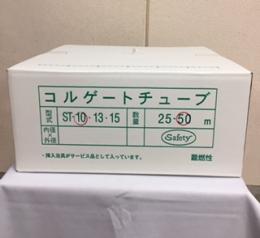 コルゲートチューブ
型式 ST-10・13・15 数量 25・50 m
内径×外径 Safety
・挿入治具がサービス品として入っています。 難燃性